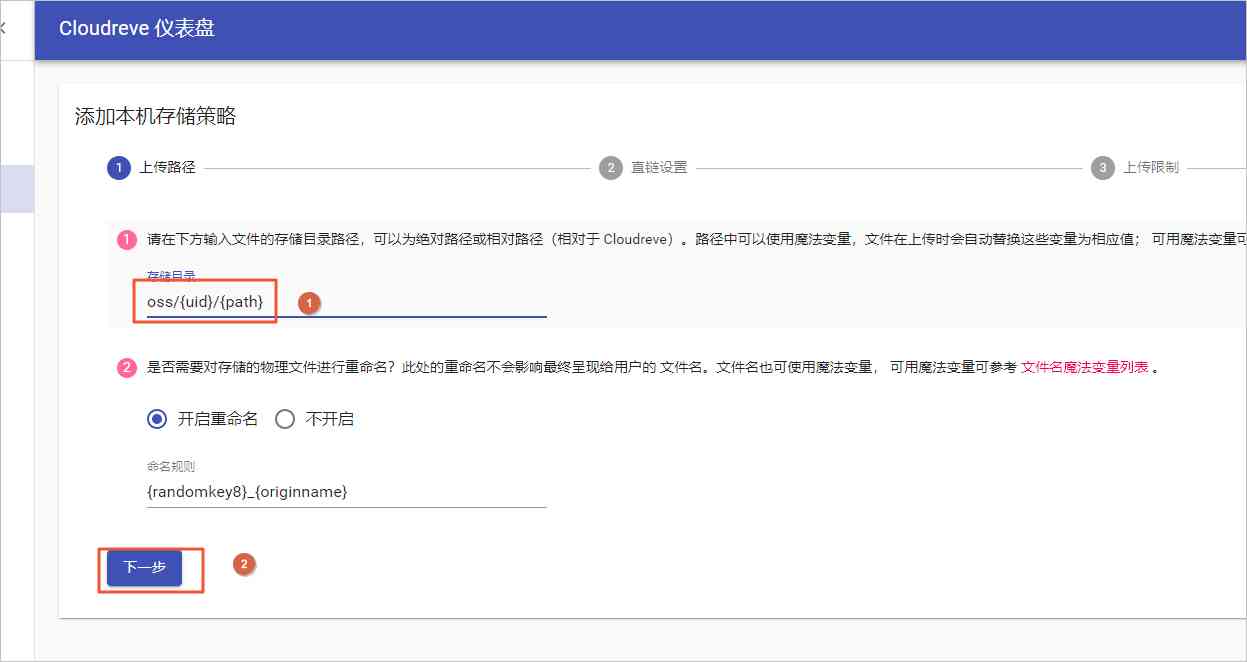 Cloudreve 仪表盘
添加本机存储策略
1 上传路径 2 直链设置 3 上传限制
1 请在下方输入文件的存储目录路径，可以为绝对路径或相对路径（相对于 Cloudreve）。路径中可以使用魔法变量，文件在上传时会自动替换这些变量为相应值； 可用魔法变量可
存储目录
oss/{uid}/{path} 1
2 是否需要对存储的物理文件进行重命名？此处的重命名不会影响最终呈现给用户的 文件名。文件名也可使用魔法变量， 可用魔法变量可参考 文件名魔法变量列表 。
开启重命名 不开启
命名规则
{randomkey8}_{originname}
下一步 2